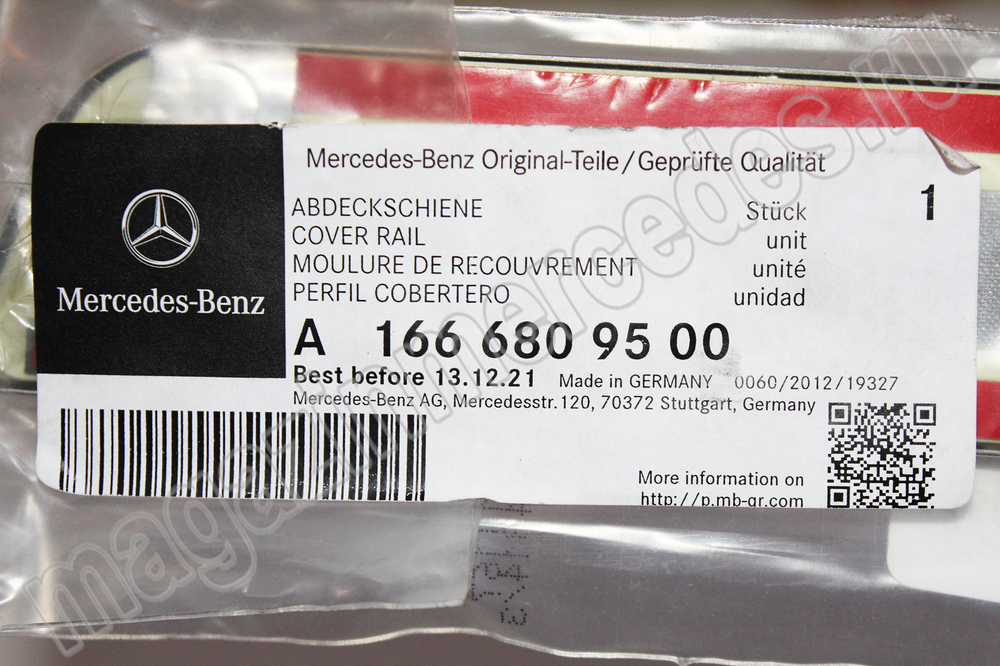 Mercedes-Benz Original-Teile/Geprüfte Qualität
ABDECKSCHIENE Stück 1
COVER RAIL unit
MOULURE DE RECOUVREMENT unité
PERFIL COBERTERO unidad
Mercedes-Benz
A 166 680 95 00
Best before 13.12.21 Made in GERMANY 0060/2012/19327
Mercedes-Benz AG, Mercedesstr.120, 70372 Stuttgart, Germany
More information on
http://p.mb-qr.com
magazinmercedes.ru